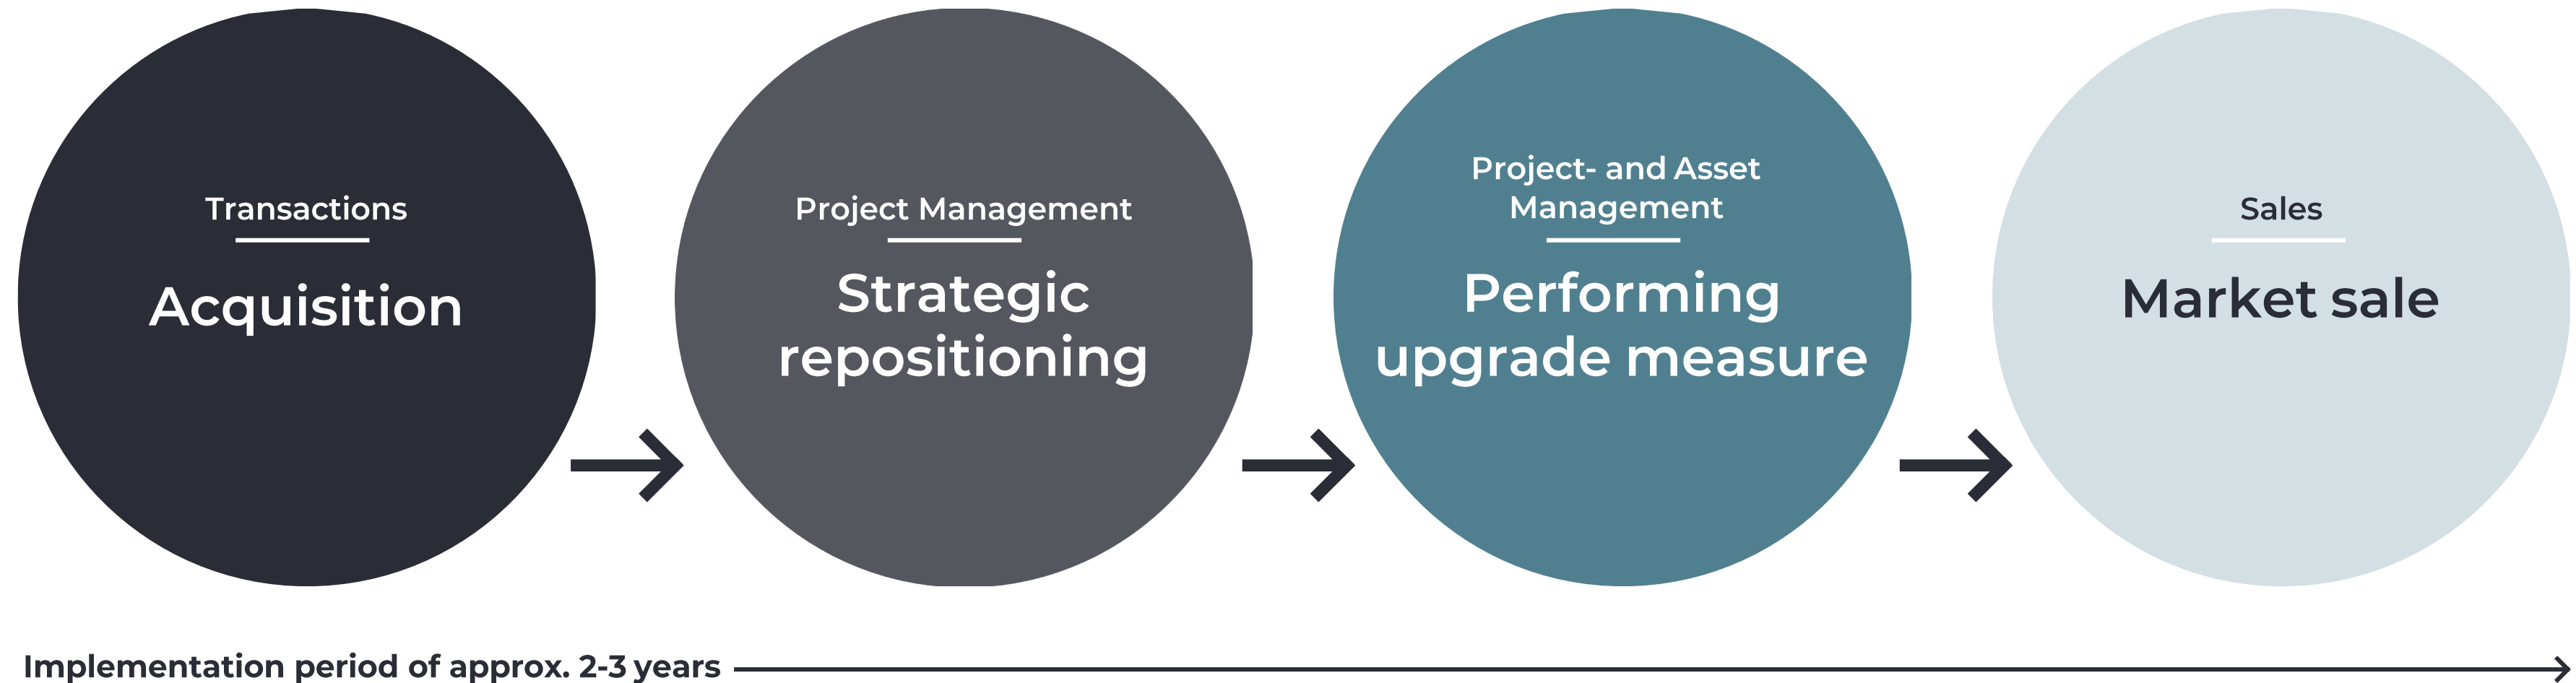 Transactions
Acquisition
Project Management
Strategic
repositioning
Project- and Asset
Management
Performing
upgrade measure
Sales
Market sale
Implementation period of approx. 2-3 years